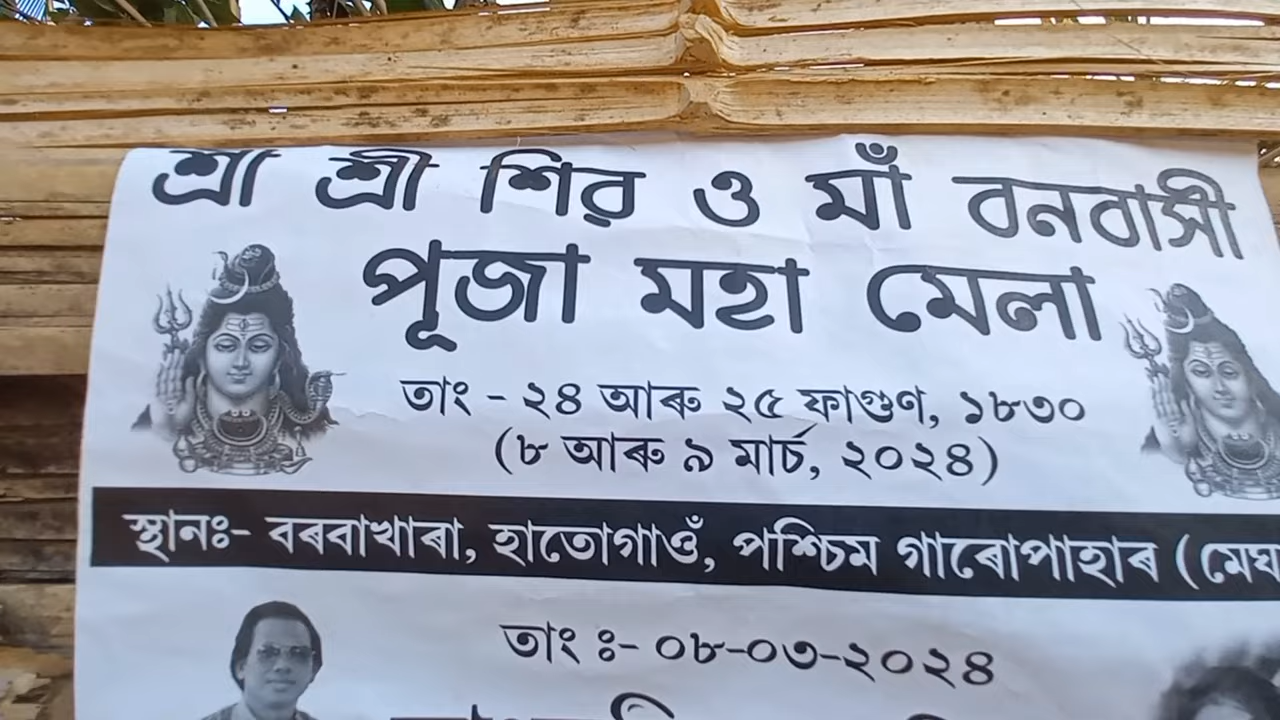 শ্রী শ্রী শিৱ ও মাঁ বনবাসী
পূজা মহা মেলা
তাং - ২৪ আৰু ২৫ ফাগুণ, ১৮৩০
(৮ আৰু ৯ মাৰ্চ, ২০২৪)
স্থানঃ- বৰবাখাৰা, হাতোগাওঁ, পশ্চিম গাৰোপাহাৰ (মেঘ
তাং ঃ- ০৮-০৩-২০২৪